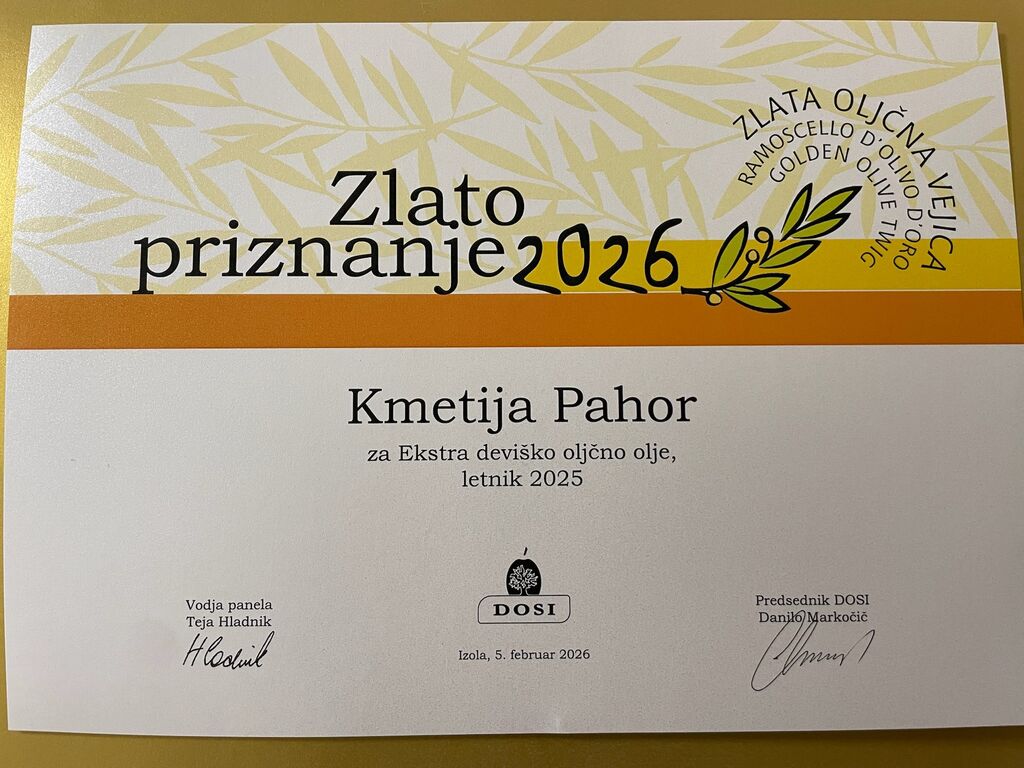 ZLATA OLJČNA VEJICA
RAMOSCELLO D'OLIVO D'ORO
GOLDEN OLIVE TWIG
Zlato
priznanje 2026
Kmetija Pahor
za Ekstra deviško oljčno olje,
letnik 2025
Vodja panela
Teja Hladnik
Hladnik
DOSI
Izola, 5. februar 2026
Predsednik DOSI
Danilo Markočič